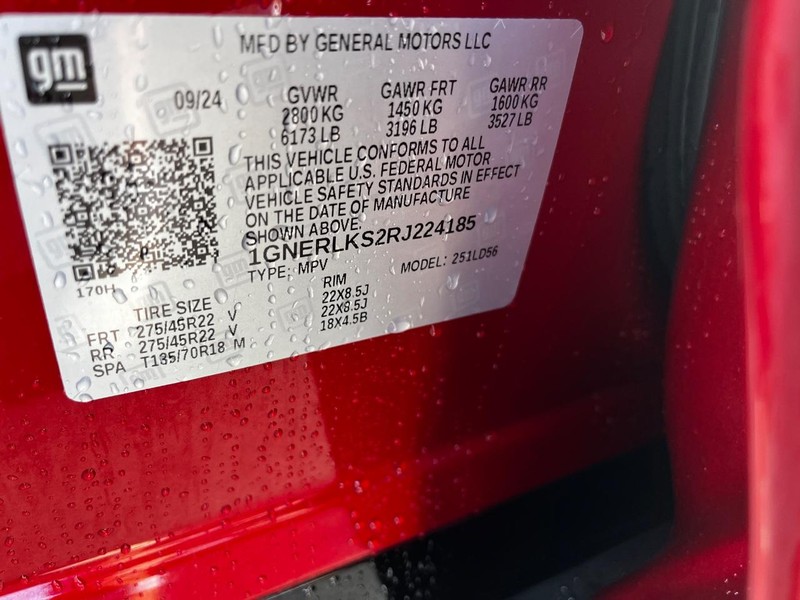 gm
MFD BY GENERAL MOTORS LLC
09/24 GVWR GAWR FRT GAWR RR
2800 KG 1450 KG 1600 KG
6173 LB 3196 LB 3527 LB
THIS VEHICLE CONFORMS TO ALL
APPLICABLE U.S. FEDERAL MOTOR
VEHICLE SAFETY STANDARDS IN EFFECT
ON THE DATE OF MANUFACTURE
SHOWN ABOVE.
1GNERLKS2RJ224185
TYPE: MPV MODEL: 251LD56
170H
TIRE SIZE RIM
FRT 275/45R22 V 22X8.5J
RR 275/45R22 V 22X8.5J
SPA T135/70R18 M 18X4.5B